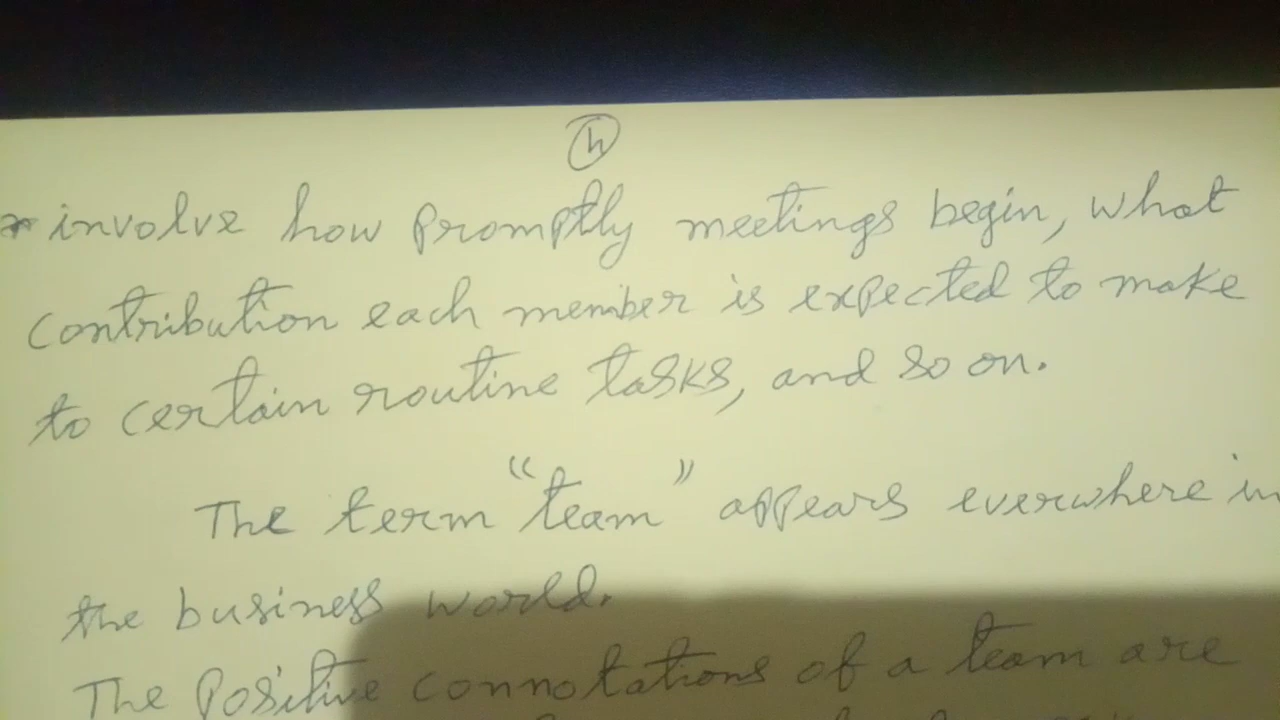 h
involve how promptly meetings begin, what
contribution each member is expected to make
to certain routine tasks, and so on.
The term "team" appears everwhere in
the business world.
The Positive connotations of a team are